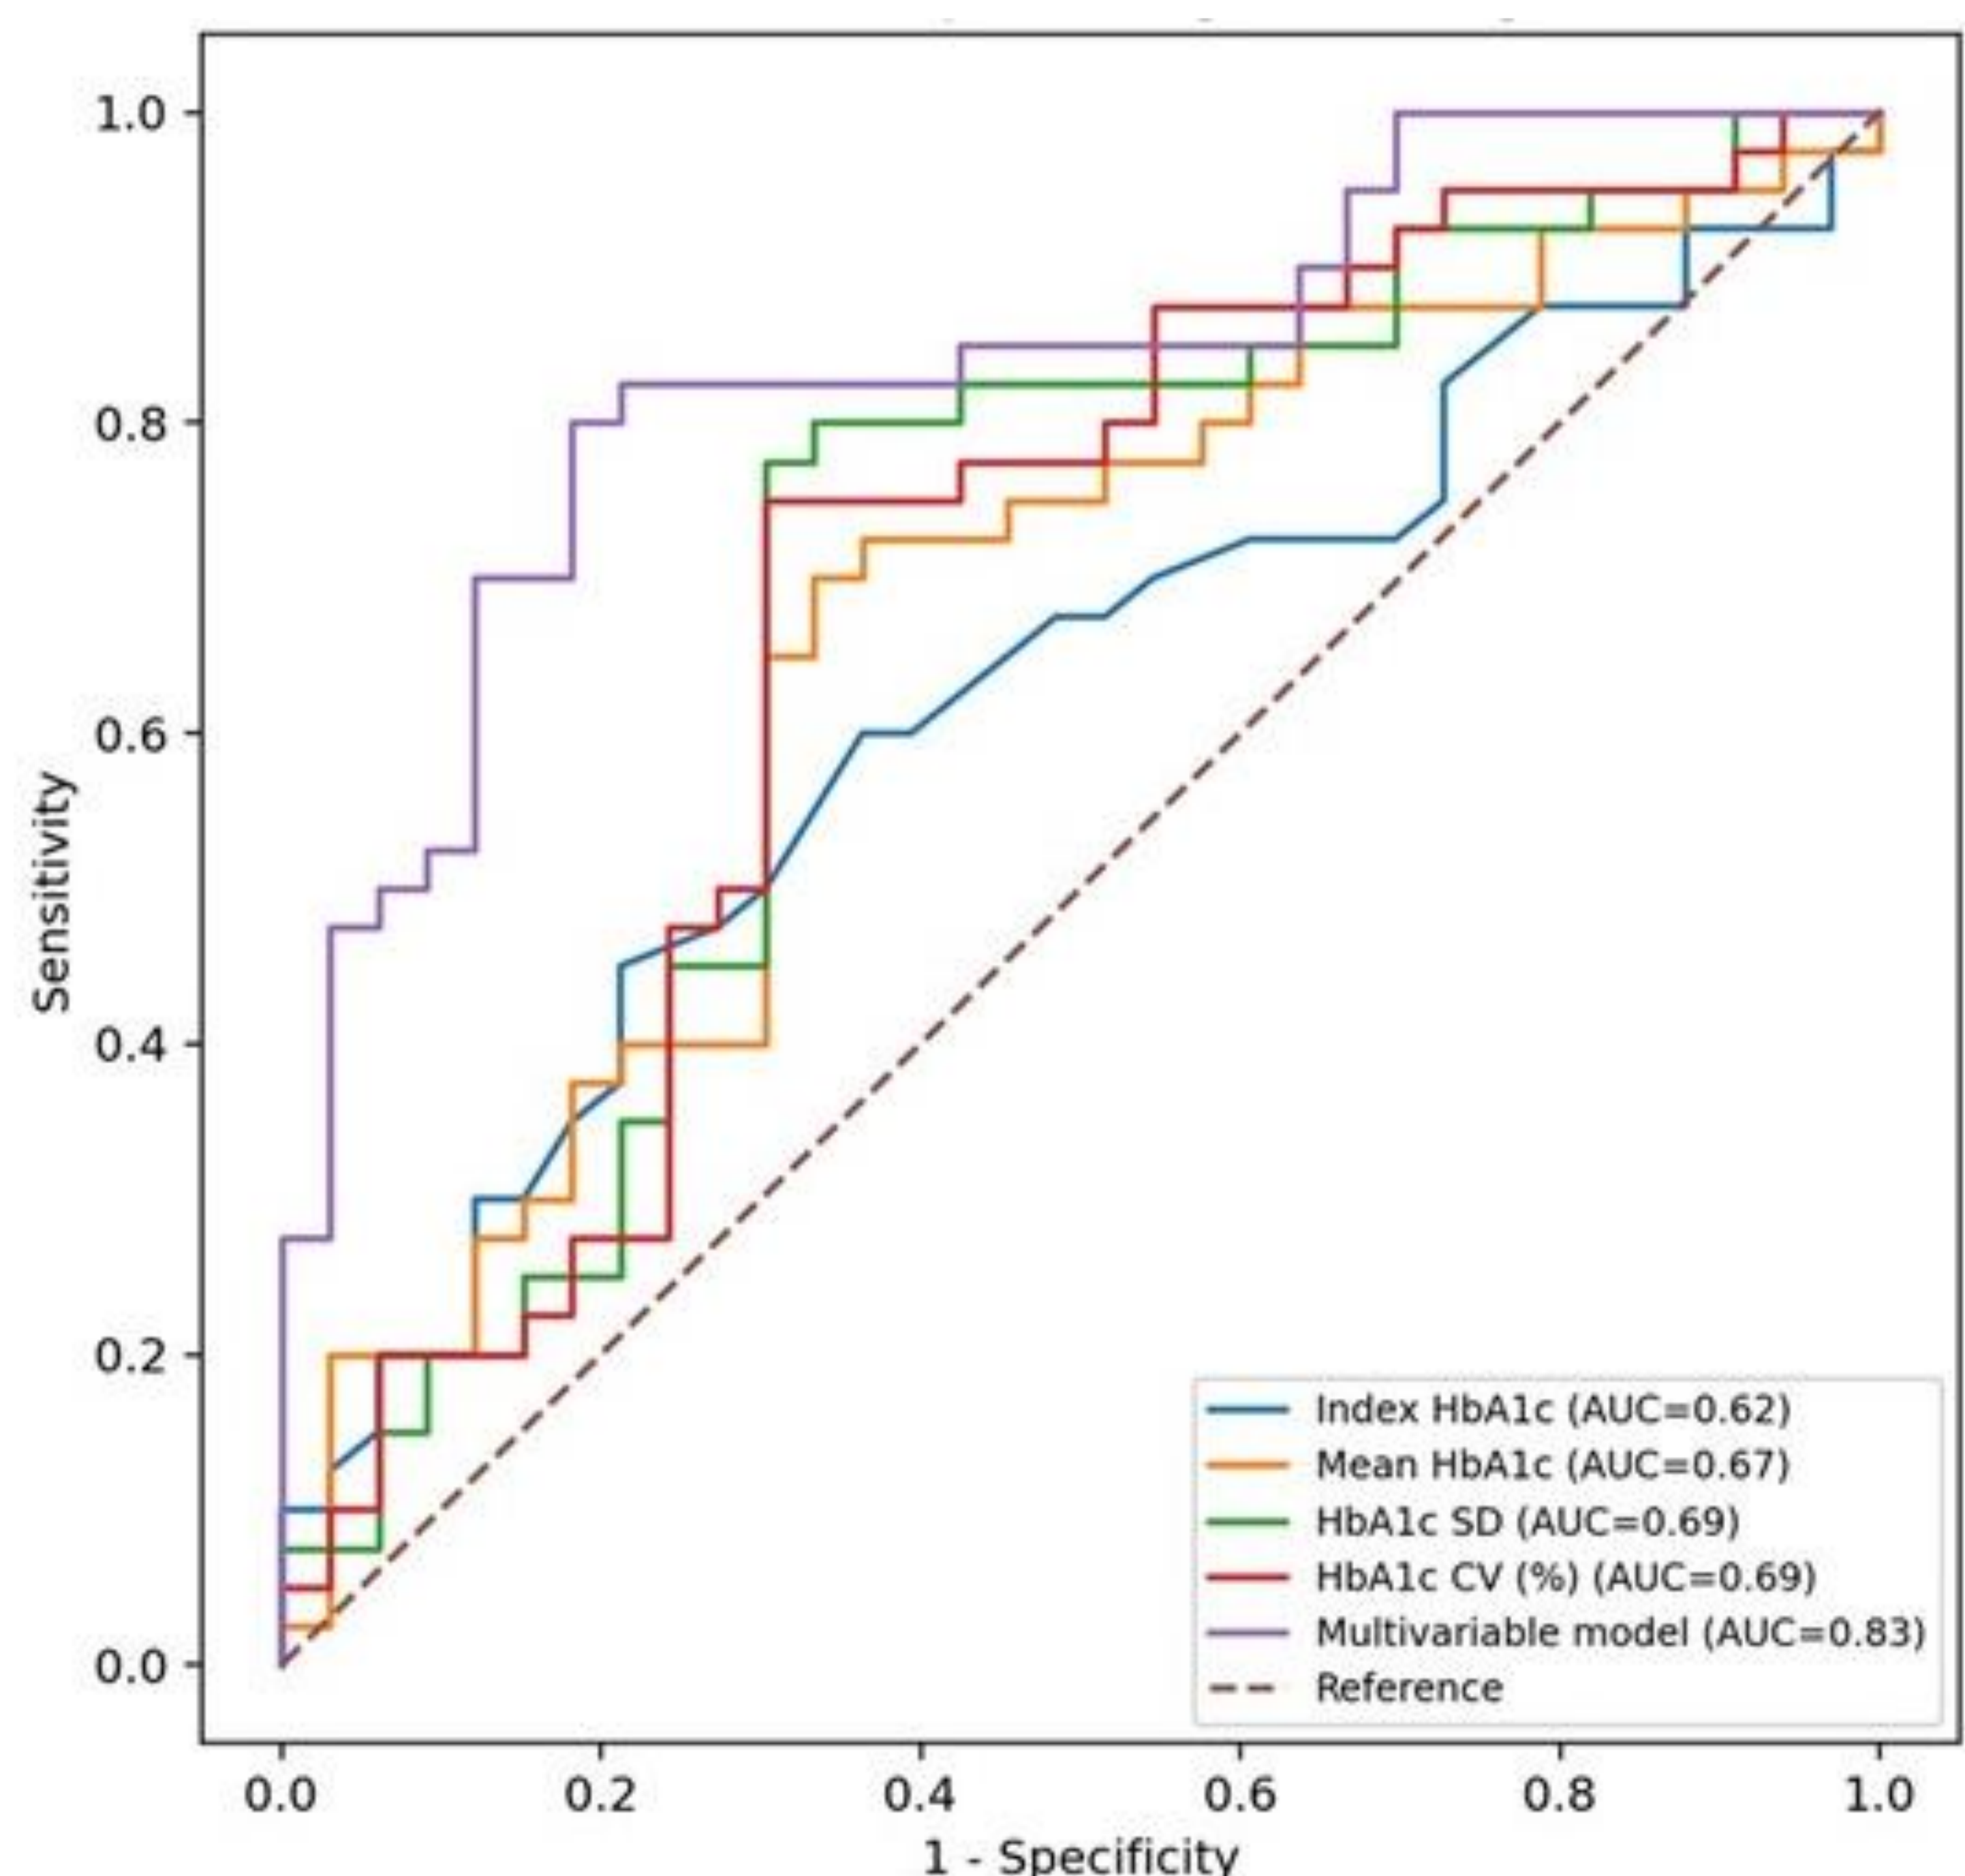 1.0
0.8
0.6
0.4
0.2
0.0
Sensitivity
0.0 0.2 0.4 0.6 0.8 1.0
1 - Specificity
Index HbA1c (AUC=0.62)
Mean HbA1c (AUC=0.67)
HbA1c SD (AUC=0.69)
HbA1c CV (%) (AUC=0.69)
Multivariable model (AUC=0.83)
Reference